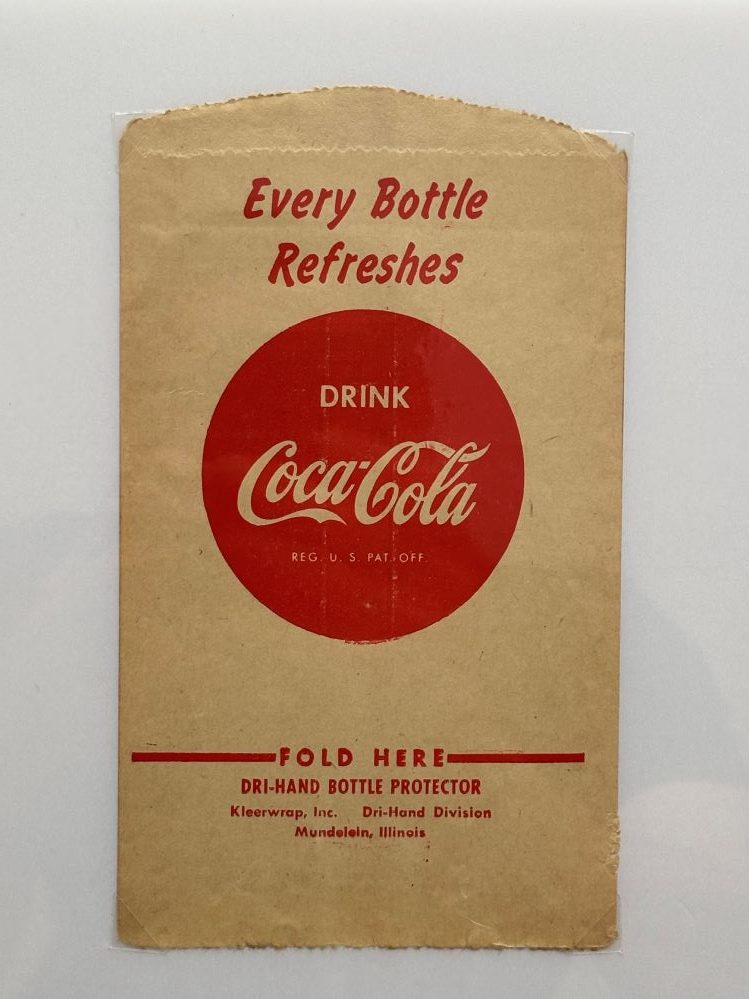 Every Bottle
Refreshes
DRINK
Coca-Cola
REG. U. S. PAT. OFF.
FOLD HERE
DRI-HAND BOTTLE PROTECTOR
Kleerwrap, Inc. Dri-Hand Division
Mundelein, Illinois